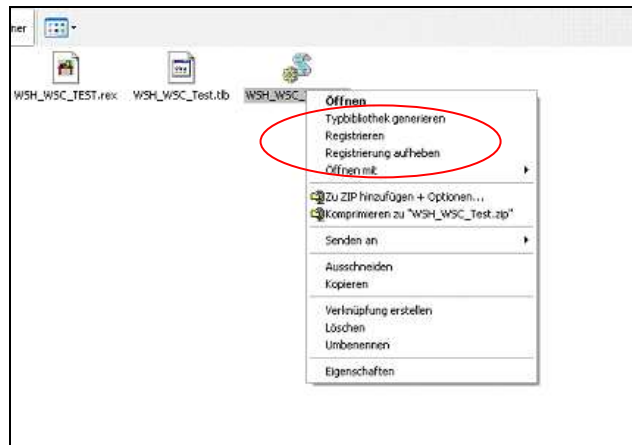 ner
WSH_WSC_TEST.rex WSH_WSC_Test.tlb WSH_WSC_
Öffnen
Typbibliothek generieren
Registrieren
Registrierung aufheben
Öffnen mit
Zu ZIP hinzufügen + Optionen...
Komprimieren zu "WSH_WSC_Test.zip"
Senden an
Ausschneiden
Kopieren
Verknüpfung erstellen
Löschen
Umbenennen
Eigenschaften